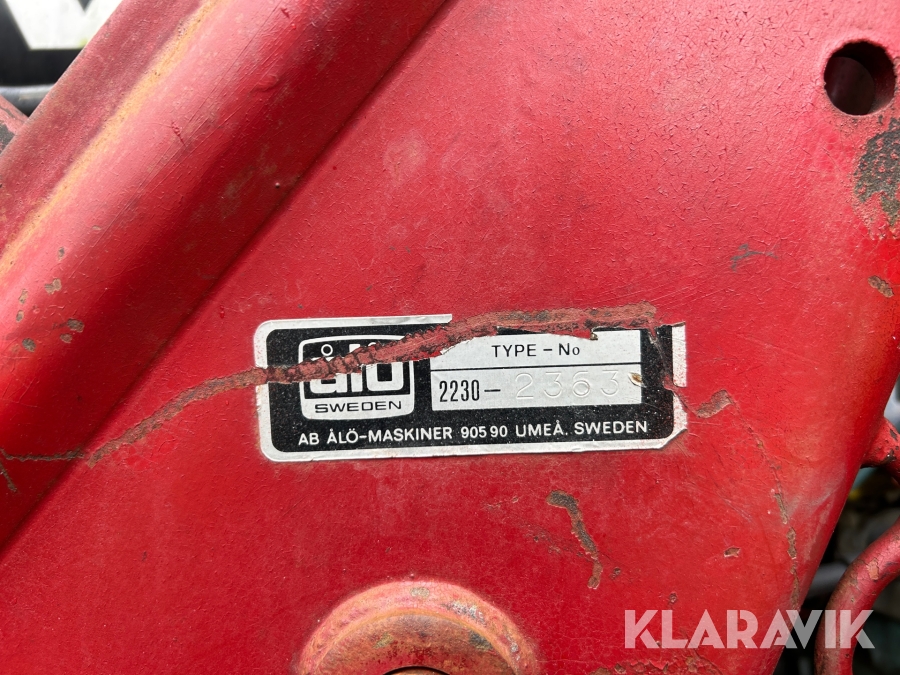 ålö
SWEDEN
TYPE - No
2230-2363
AB ÅLÖ-MASKINER 905 90 UMEÅ. SWEDEN
KLARAVIK